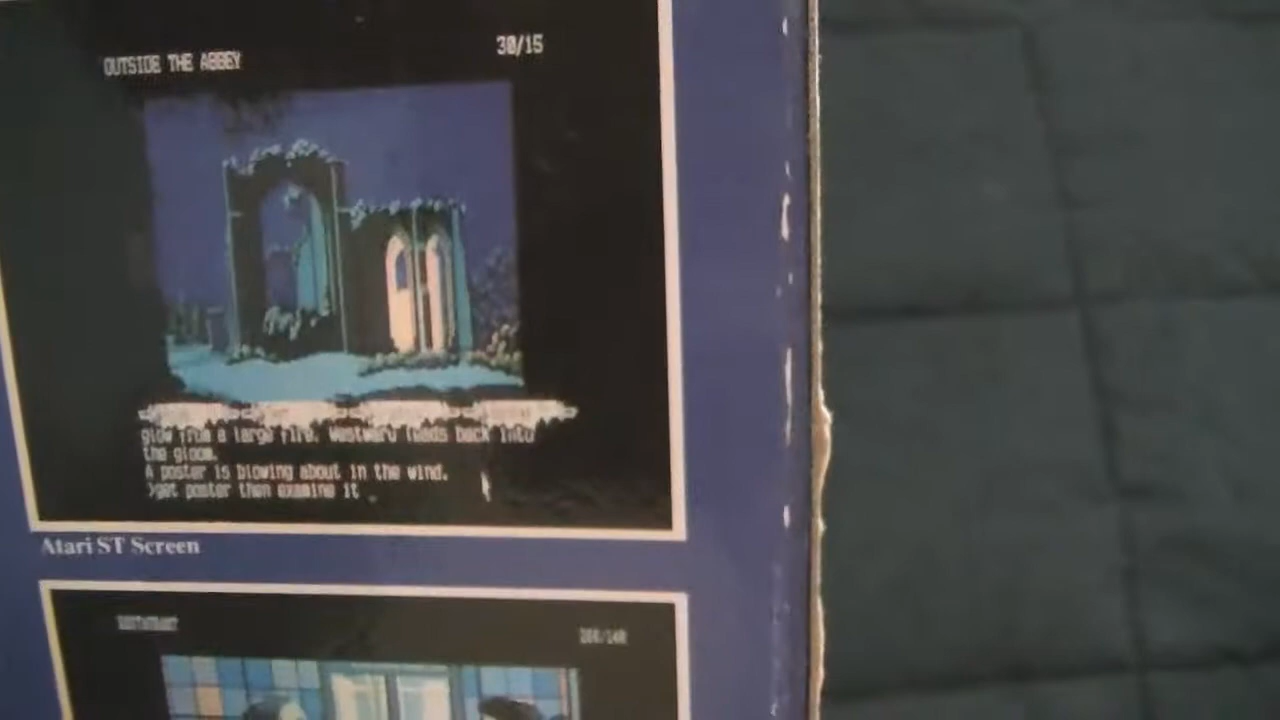 OUTSIDE THE ABBEY
30/15
glow from a large fire. Westward leads back into
the gloom.
A poster is blowing about in the wind.
>get poster then examine it _
Atari ST Screen
RESTAURANT